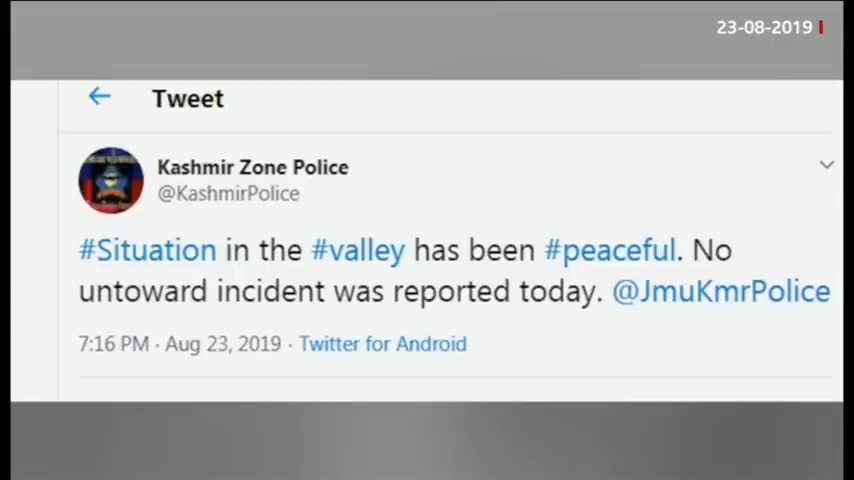 23-08-2019
Tweet
Kashmir Zone Police
@KashmirPolice
#Situation in the #valley has been #peaceful. No
untoward incident was reported today. @JmuKmrPolice
7:16 PM · Aug 23, 2019 · Twitter for Android